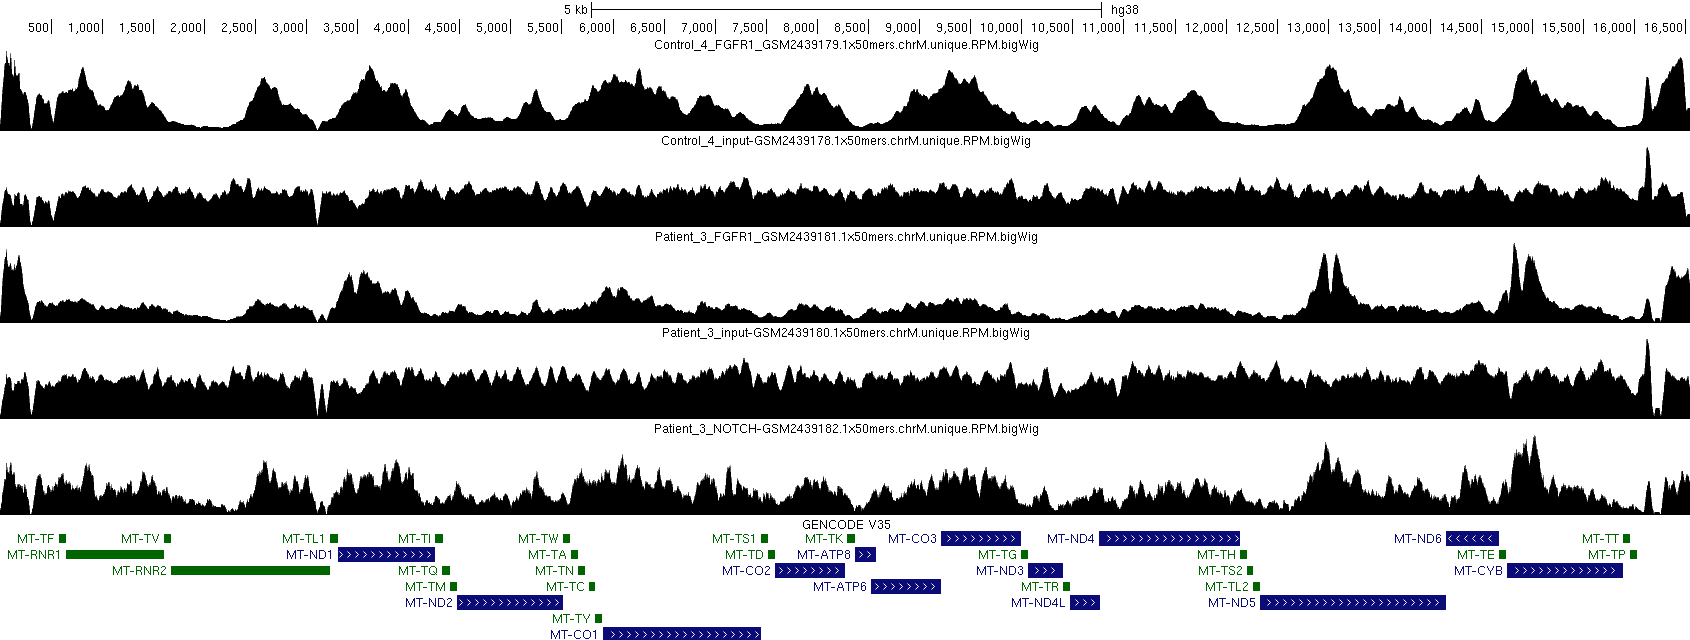 5 kb hg38
500 1,000 1,500 2,000 2,500 3,000 3,500 4,000 4,500 5,000 5,500 6,000 6,500 7,000 7,500 8,000 8,500 9,000 9,500 10,000 10,500 11,000 11,500 12,000 12,500 13,000 13,500 14,000 14,500 15,000 15,500 16,000 16,500
Control_4_FGFR1_GSM2439179.1x50mers.chrM.unique.RPM.bigWig
Control_4_input-GSM2439178.1x50mers.chrM.unique.RPM.bigWig
Patient_3_FGFR1_GSM2439181.1x50mers.chrM.unique.RPM.bigWig
Patient_3_input-GSM2439180.1x50mers.chrM.unique.RPM.bigWig
Patient_3_NOTCH-GSM2439182.1x50mers.chrM.unique.RPM.bigWig
GENCODE V35
MT-TF MT-TV MT-TL1 MT-TI MT-TW MT-TS1 MT-TK MT-CO3 MT-ND4 MT-ND6 MT-TT
MT-RNR1 MT-ND1 MT-TA MT-TD MT-ATP8 MT-TG MT-TH MT-TE MT-TP
MT-RNR2 MT-TQ MT-TN MT-CO2 MT-ND3 MT-TS2 MT-CYB
MT-TM MT-TC MT-ATP6 MT-TR MT-TL2
MT-ND2 MT-ND4L MT-ND5
MT-TY
MT-CO1